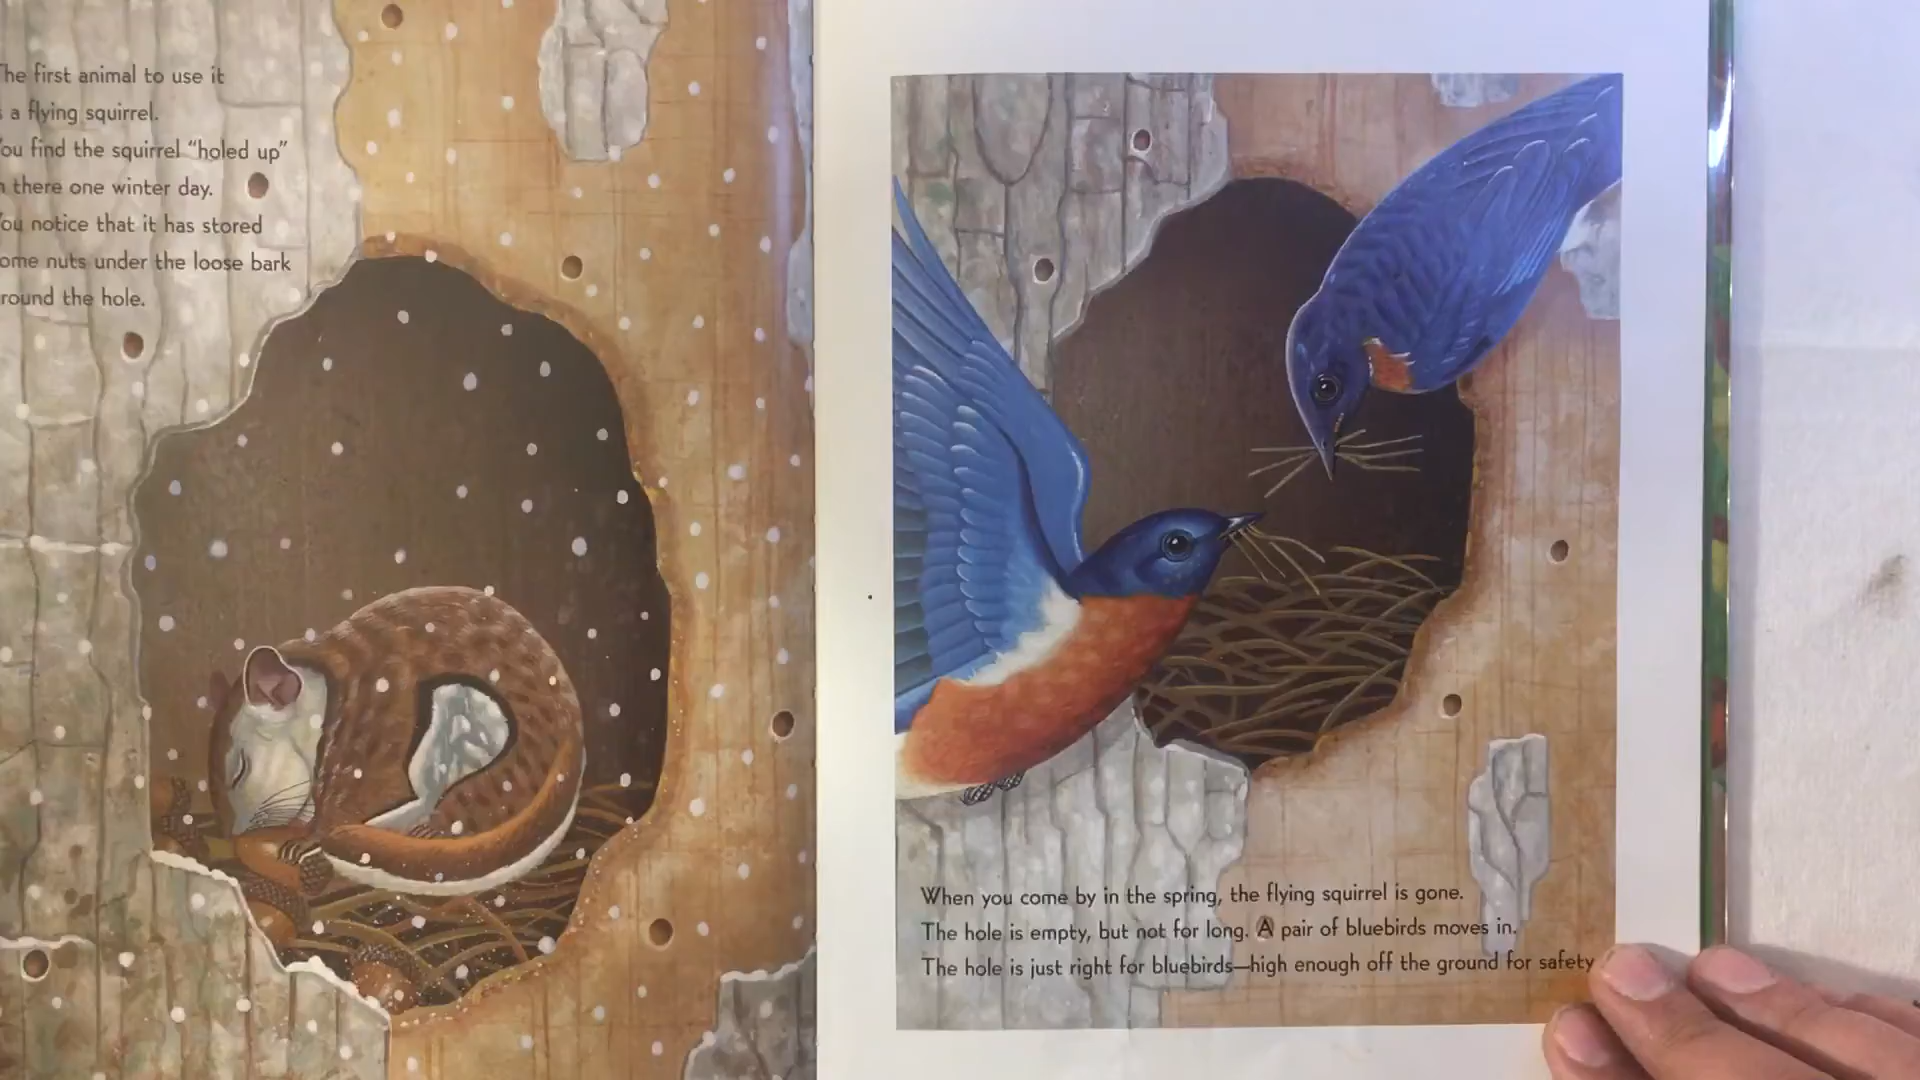 The first animal to use it
s a flying squirrel.
You find the squirrel “holed up”
n there one winter day.
You notice that it has stored
ome nuts under the loose bark
round the hole.
When you come by in the spring, the flying squirrel is gone.
The hole is empty, but not for long. A pair of bluebirds moves in.
The hole is just right for bluebirds—high enough off the ground for safety